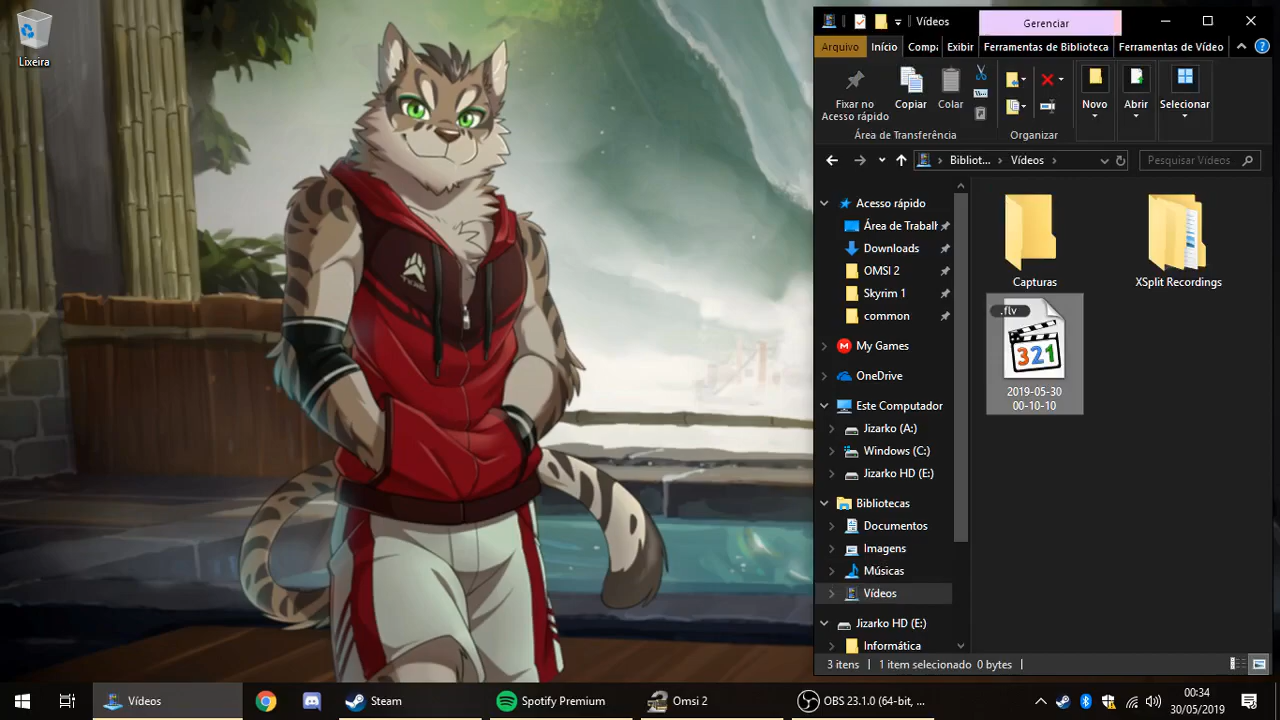 Lixeira
Vídeos
Gerenciar
Arquivo
Início
Compa
Exibir
Ferramentas de Biblioteca
Ferramentas de Vídeo
Fixar no
Acesso rápido
Copiar
Colar
Novo
Abrir
Selecionar
Área de Transferência
Organizar
Bibliot...
Vídeos
Pesquisar Vídeos
Acesso rápido
Área de Trabalh
Downloads
OMSI 2
Skyrim 1
common
My Games
OneDrive
Este Computador
Jizarko (A:)
Windows (C:)
Jizarko HD (E:)
Bibliotecas
Documentos
Imagens
Músicas
Vídeos
Jizarko HD (E:)
Informática
Capturas
XSplit Recordings
.flv
321
2019-05-30
00-10-10
3 itens
1 item selecionado 0 bytes
Vídeos
Steam
Spotify Premium
Omsi 2
OBS 23.1.0 (64-bit, ...
00:34
30/05/2019